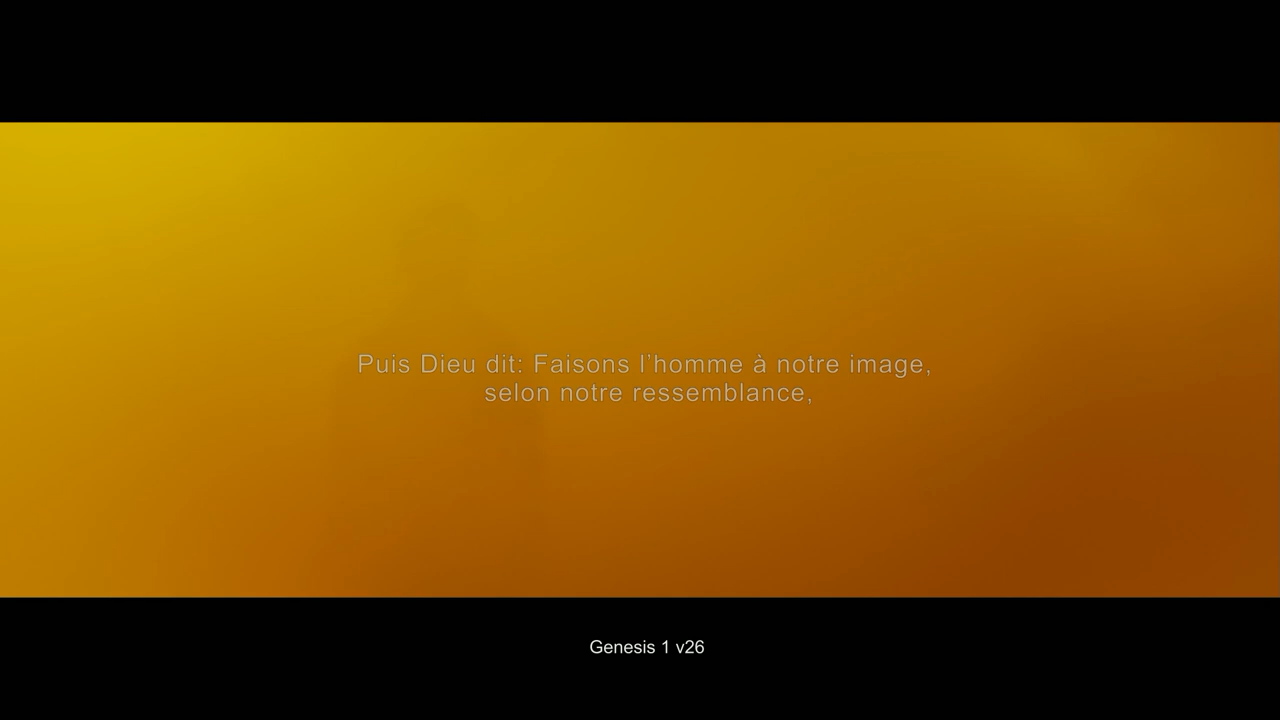 Puis Dieu dit: Faisons l’homme à notre image,
selon notre ressemblance,
Genesis 1 v26